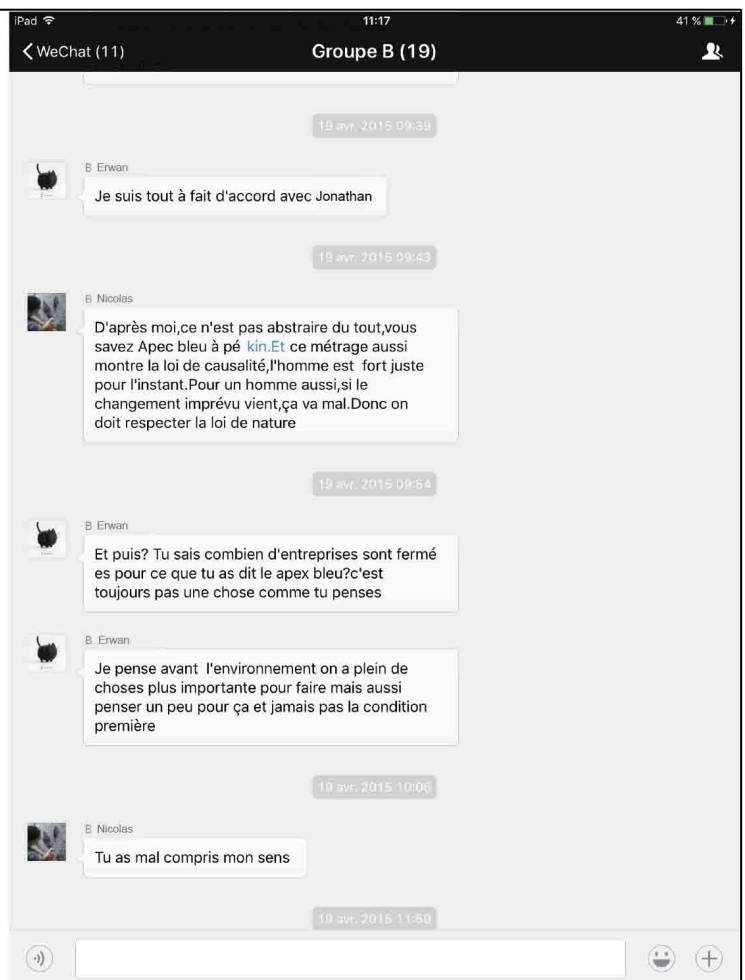 iPad 11:17 41 %
WeChat (11) Groupe B (19)
19 avr. 2015 09:39
B Erwan
Je suis tout à fait d'accord avec Jonathan
19 avr. 2015 09:43
B Nicolas
D'après moi,ce n'est pas abstraire du tout,vous
savez Apec bleu à pé kin.Et ce métrage aussi
montre la loi de causalité,l'homme est fort juste
pour l'instant.Pour un homme aussi,si le
changement imprévu vient,ça va mal.Donc on
doit respecter la loi de nature
19 avr. 2015 09:54
B Erwan
Et puis? Tu sais combien d'entreprises sont fermé
es pour ce que tu as dit le apex bleu?c'est
toujours pas une chose comme tu penses
B Erwan
Je pense avant l'environnement on a plein de
choses plus importante pour faire mais aussi
penser un peu pour ça et jamais pas la condition
première
19 avr. 2015 10:06
B Nicolas
Tu as mal compris mon sens
19 avr. 2015 11:50